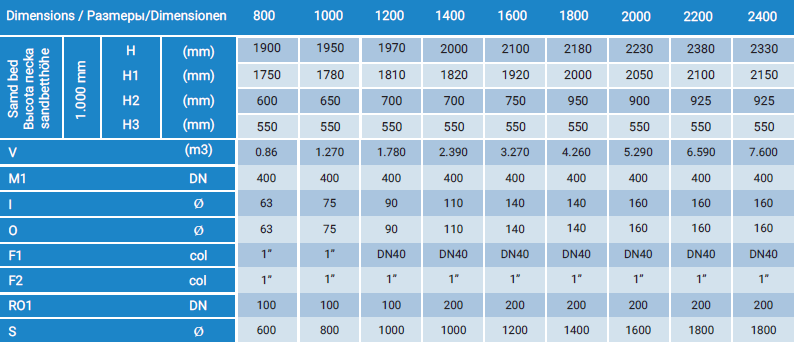 Dimensions / Размеры/Dimensionen 800 1000 1200 1400 1600 1800 2000 2200 2400
Samd bed
Высота песка
sandbetthöhe
1.000 mm
H (mm) 1900 1950 1970 2000 2100 2180 2230 2380 2330
H1 (mm) 1750 1780 1810 1820 1920 2000 2050 2100 2150
H2 (mm) 600 650 700 700 750 950 900 925 925
H3 (mm) 550 550 550 550 550 550 550 550 550
V (m3) 0.86 1.270 1.780 2.390 3.270 4.260 5.290 6.590 7.600
M1 DN 400 400 400 400 400 400 400 400 400
I Ø 63 75 90 110 140 140 160 160 160
O Ø 63 75 90 110 140 140 160 160 160
F1 col 1” 1” DN40 DN40 DN40 DN40 DN40 DN40 DN40
F2 col 1” 1” 1” 1” 1” 1” 1” 1” 1”
RO1 DN 100 100 100 200 200 200 200 200 200
S Ø 600 800 1000 1000 1200 1400 1600 1800 1800